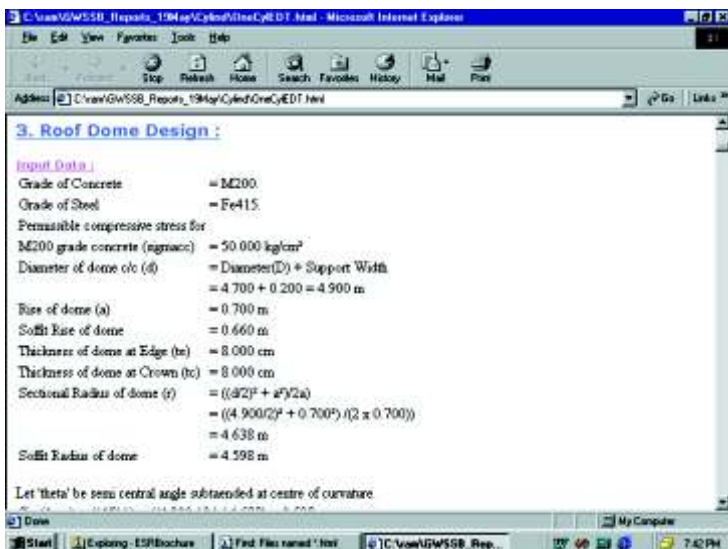 C:\vam\GWSSB_Reports_19May\Cylind\OneCylEDT.html - Microsoft Internet Explorer
File Edit View Favorites Tools Help
Stop Refresh Home Search Favorites History Mail Print
Address C:\vam\GWSSB_Reports_19May\Cylind\OneCylEDT.html Go Links »
3. Roof Dome Design :
Input Data :
Grade of Concrete = M200.
Grade of Steel = Fe415.
Permissible compressive stress for
M200 grade concrete (sigmacc) = 50.000 kg/cm²
Diameter of dome c/c (d) = Diameter(D) + Support Width.
= 4.700 + 0.200 = 4.900 m
Rise of dome (a) = 0.700 m
Soffit Rise of dome = 0.660 m
Thickness of dome at Edge (te) = 8.000 cm
Thickness of dome at Crown (tc) = 8.000 cm
Sectional Radius of dome (r) = ((d/2)² + a²)/2a)
= ((4.900/2)² + 0.700²) /(2 x 0.700))
= 4.638 m
Soffit Radius of dome = 4.598 m
Let 'theta' be semi central angle subtaended at centre of curvature
Done My Computer
Start Exploring - ESRBrochure Find: Files named *.html C:\vam\GWSSB_Rep... 7:42 PM